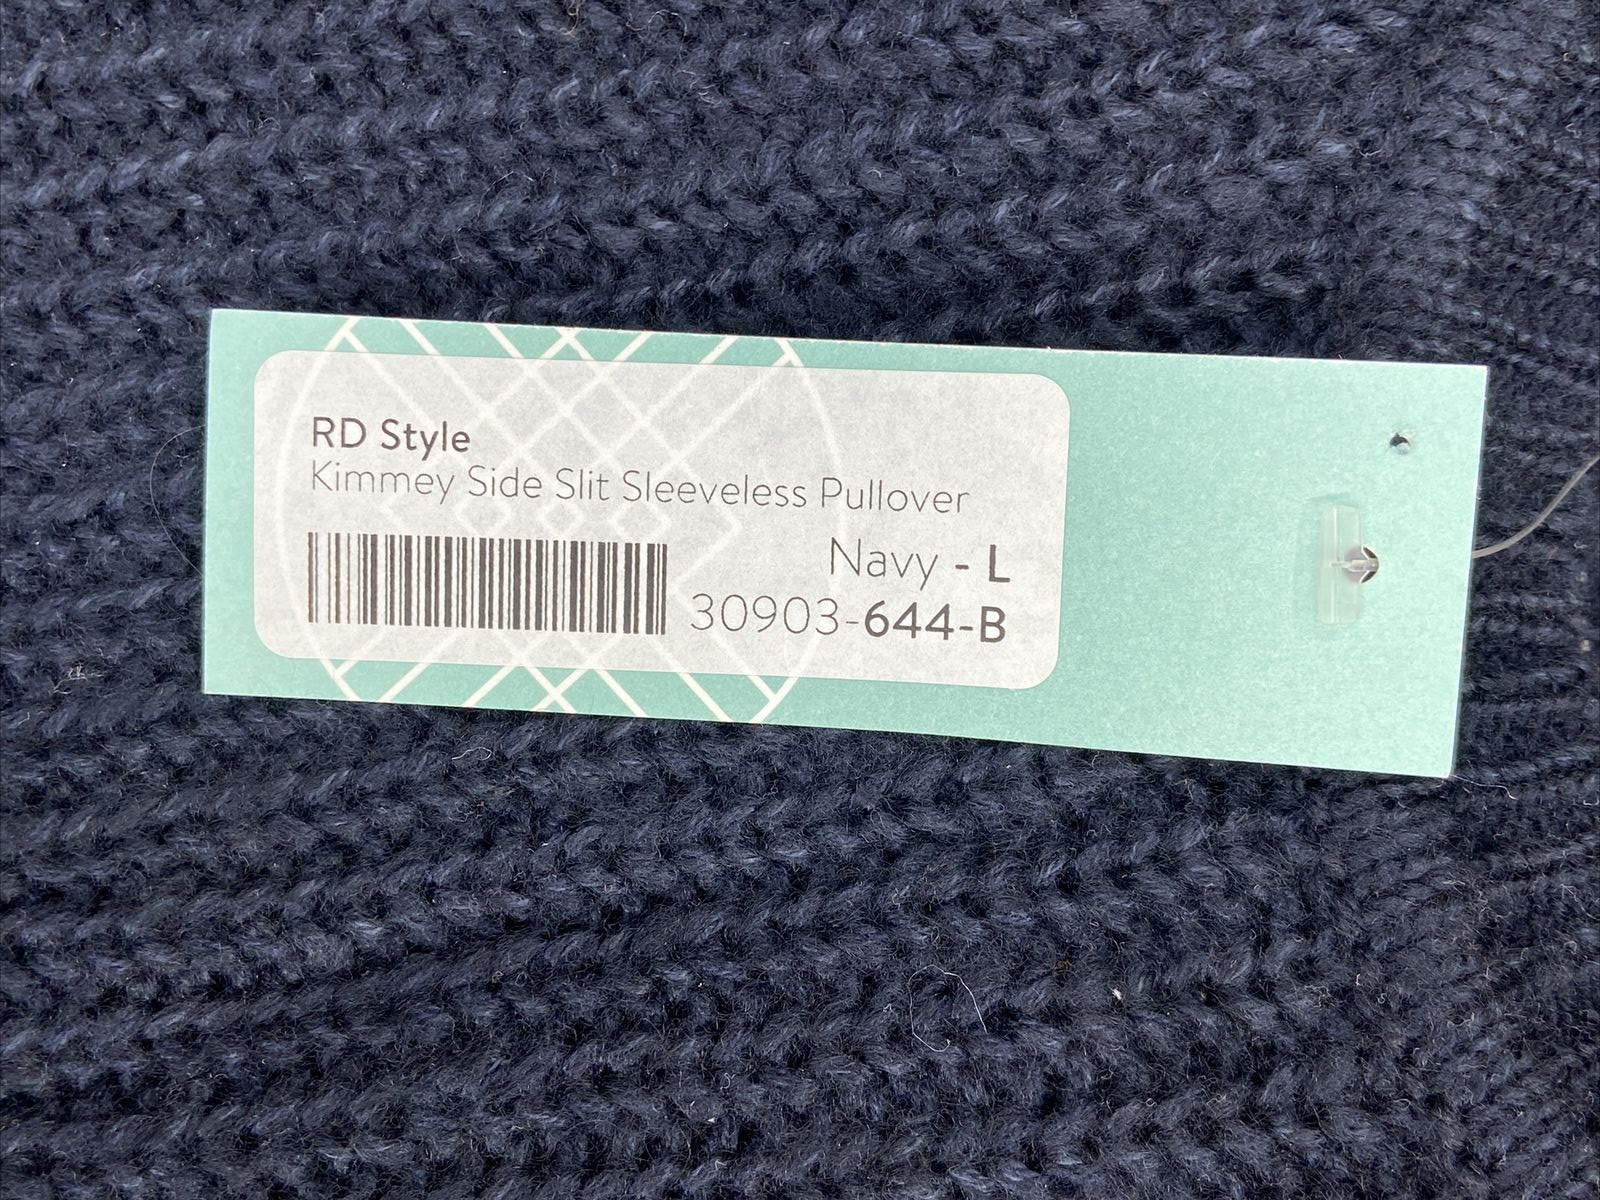 RD Style
Kimmey Side Slit Sleeveless Pullover
Navy - L
30903-644-B